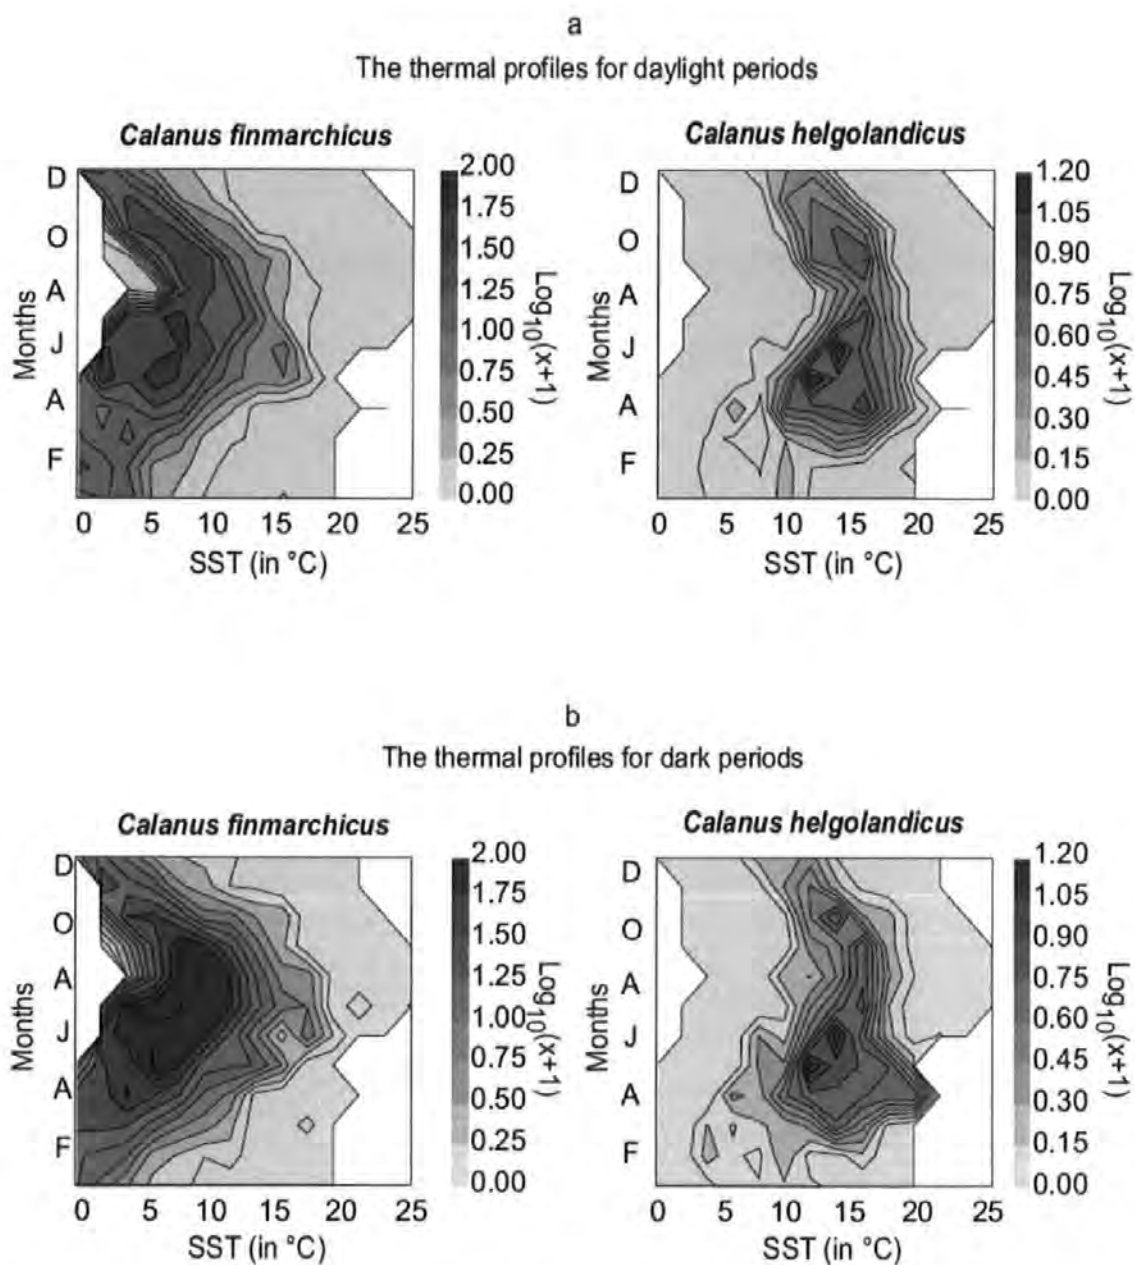 a
The thermal profiles for daylight periods
Calanus finmarchicus
Calanus helgolandicus
D
O
A
J
A
F
Months
0 5 10 15 20 25
SST (in °C)
2.00
1.75
1.50
1.25
1.00
0.75
0.50
0.25
0.00
Log10(x+1)
D
O
A
J
A
F
Months
0 5 10 15 20 25
SST (in °C)
1.20
1.05
0.90
0.75
0.60
0.45
0.30
0.15
0.00
Log10(x+1)
b
The thermal profiles for dark periods
Calanus finmarchicus
Calanus helgolandicus
D
O
A
J
A
F
Months
0 5 10 15 20 25
SST (in °C)
2.00
1.75
1.50
1.25
1.00
0.75
0.50
0.25
0.00
Log10(x+1)
D
O
A
J
A
F
Months
0 5 10 15 20 25
SST (in °C)
1.20
1.05
0.90
0.75
0.60
0.45
0.30
0.15
0.00
Log10(x+1)